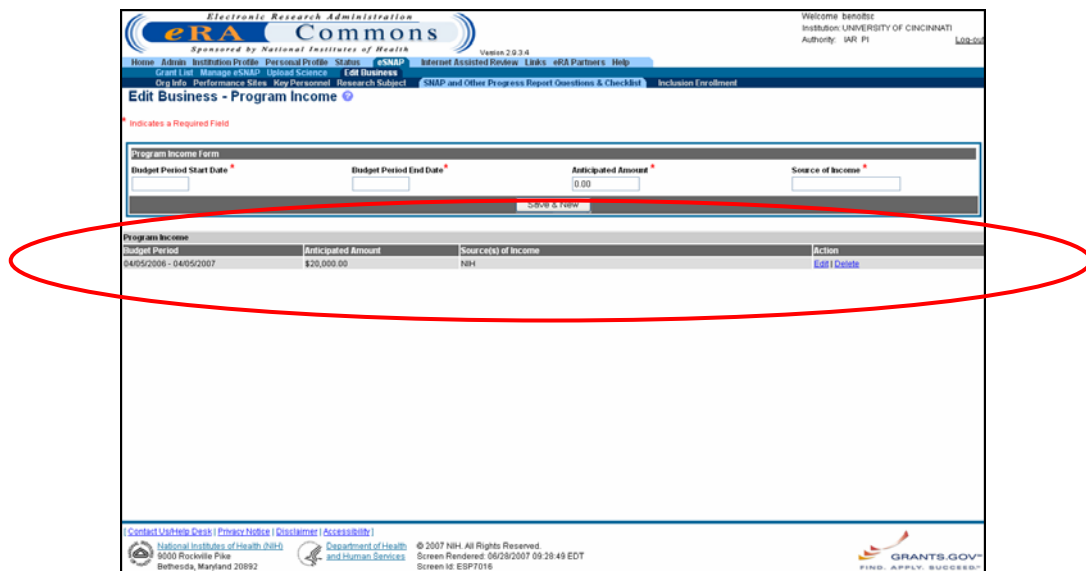 Electronic Research Administration
eRA Commons
Sponsored by National Institutes of Health
Version 2.9.3.4
Welcome benoitsc
Institution: UNIVERSITY OF CINCINNATI
Authority: IAR PI
Log-out
Home Admin Institution Profile Personal Profile Status eSNAP Internet Assisted Review Links eRA Partners Help
Grant List Manage eSNAP Upload Science Edit Business
Org Info Performance Sites Key Personnel Research Subject SNAP and Other Progress Report Questions & Checklist Inclusion Enrollment
Edit Business - Program Income ?
* Indicates a Required Field
Program Income Form
Budget Period Start Date * Budget Period End Date * Anticipated Amount * Source of Income *
0.00
Save & New
Program Income
Budget Period Anticipated Amount Source(s) of Income Action
04/05/2006 - 04/05/2007 $20,000.00 NIH Edit | Delete
[ Contact Us/Help Desk | Privacy Notice | Disclaimer | Accessibility ]
National Institutes of Health (NIH)
9000 Rockville Pike
Bethesda, Maryland 20892
Department of Health
and Human Services
© 2007 NIH. All Rights Reserved.
Screen Rendered: 06/28/2007 09:28:49 EDT
Screen Id: ESP7016
GRANTS.GOV℠
FIND. APPLY. SUCCEED.℠